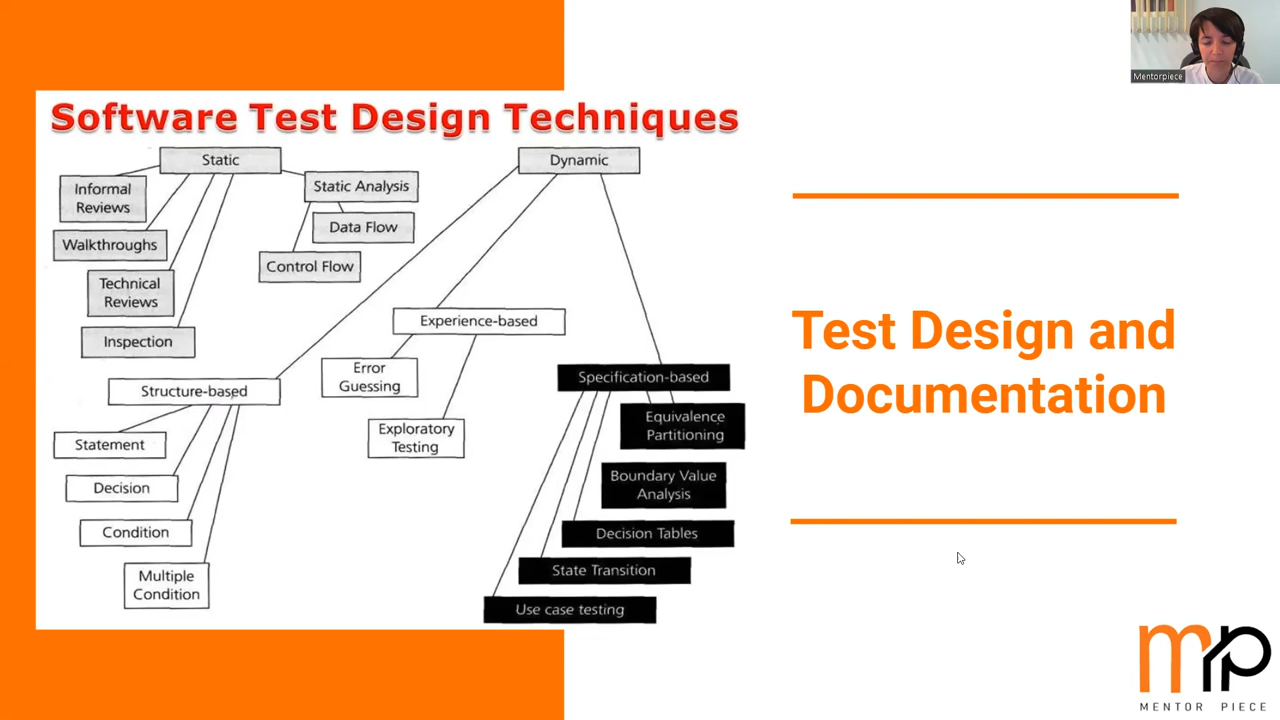 Mentorpiece
Software Test Design Techniques
Static
Dynamic
Informal
Reviews
Static Analysis
Walkthroughs
Data Flow
Control Flow
Technical
Reviews
Inspection
Experience-based
Error
Guessing
Exploratory
Testing
Structure-based
Statement
Decision
Condition
Multiple
Condition
Specification-based
Equivalence
Partitioning
Boundary Value
Analysis
Decision Tables
State Transition
Use case testing
Test Design and
Documentation
mp
MENTOR PIECE